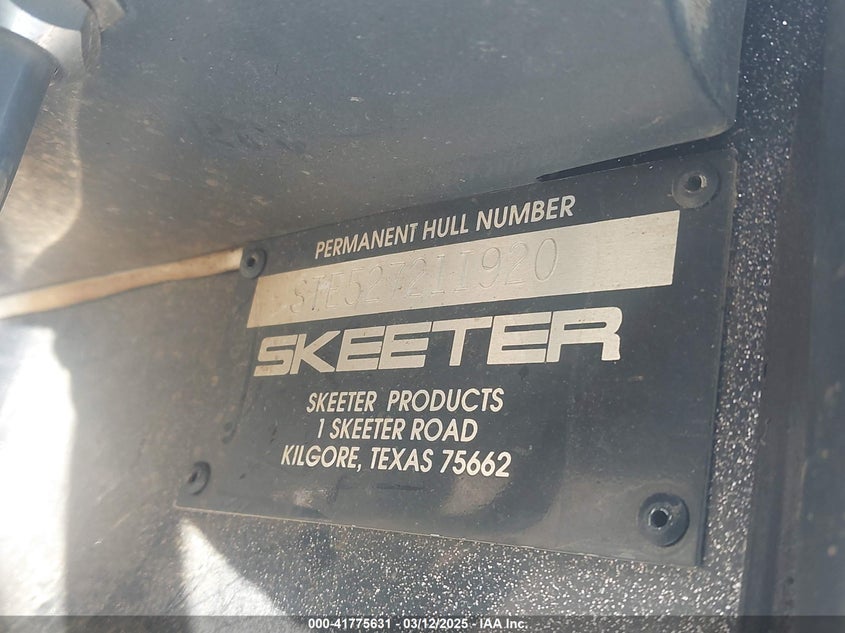 PERMANENT HULL NUMBER
STE52721I920
SKEETER
SKEETER PRODUCTS
1 SKEETER ROAD
KILGORE, TEXAS 75662
000-41775631 - 03/12/2025 - IAA Inc.